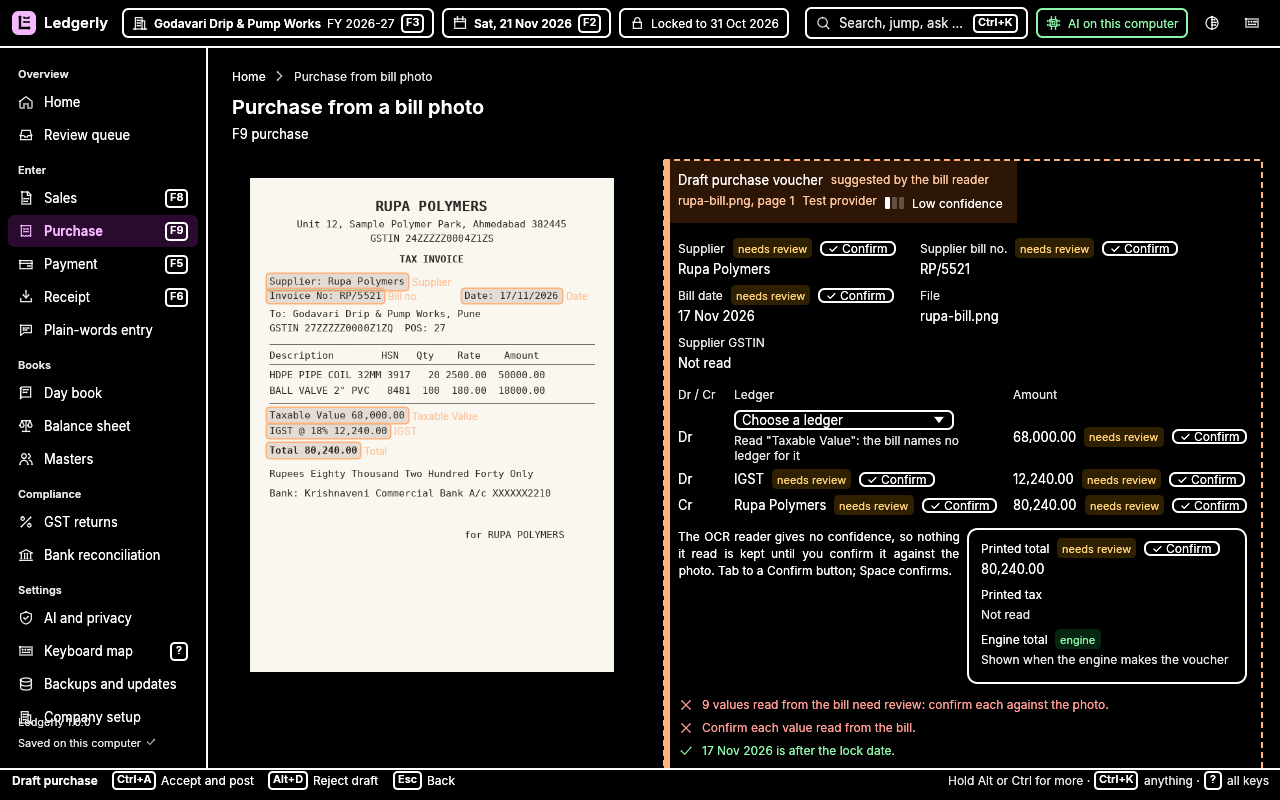 Ledgerly
Godavari Drip & Pump Works FY 2026-27 F3
Sat, 21 Nov 2026 F2
Locked to 31 Oct 2026
Search, jump, ask ... Ctrl+K
AI on this computer
Overview
Home
Review queue
Enter
Sales F8
Purchase F9
Payment F5
Receipt F6
Plain-words entry
Books
Day book
Balance sheet
Masters
Compliance
GST returns
Bank reconciliation
Settings
AI and privacy
Keyboard map ?
Backups and updates
Company setup
Ledgerly 1.0.0
Saved on this computer
Home > Purchase from bill photo
Purchase from a bill photo
F9 purchase
RUPA POLYMERS
Unit 12, Sample Polymer Park, Ahmedabad 382445
GSTIN 24ZZZZZ0004Z1ZS
TAX INVOICE
Supplier: Rupa Polymers Supplier
Invoice No: RP/5521 Bill no. Date: 17/11/2026 Date
To: Godavari Drip & Pump Works, Pune
GSTIN 27ZZZZZ0000Z1ZQ POS: 27
Description HSN Qty Rate Amount
HDPE PIPE COIL 32MM 3917 20 2500.00 50000.00
BALL VALVE 2" PVC 8481 100 180.00 18000.00
Taxable Value 68,000.00 Taxable Value
IGST @ 18% 12,240.00 IGST
Total 80,240.00 Total
Rupees Eighty Thousand Two Hundred Forty Only
Bank: Krishnaveni Commercial Bank A/c XXXXXX2210
for RUPA POLYMERS
Draft purchase voucher suggested by the bill reader
rupa-bill.png, page 1 Test provider Low confidence
Supplier needs review Confirm
Rupa Polymers
Supplier bill no. needs review Confirm
RP/5521
Bill date needs review Confirm
17 Nov 2026
File
rupa-bill.png
Supplier GSTIN
Not read
Dr / Cr Ledger Amount
Choose a ledger
Dr Read "Taxable Value": the bill names no ledger for it 68,000.00 needs review Confirm
Dr IGST needs review Confirm 12,240.00 needs review Confirm
Cr Rupa Polymers needs review Confirm 80,240.00 needs review Confirm
The OCR reader gives no confidence, so nothing
it read is kept until you confirm it against the
photo. Tab to a Confirm button; Space confirms.
Printed total needs review Confirm
80,240.00
Printed tax
Not read
Engine total engine
Shown when the engine makes the voucher
9 values read from the bill need review: confirm each against the photo.
Confirm each value read from the bill.
17 Nov 2026 is after the lock date.
Draft purchase Ctrl+A Accept and post Alt+D Reject draft Esc Back
Hold Alt or Ctrl for more · Ctrl+K anything · ? all keys